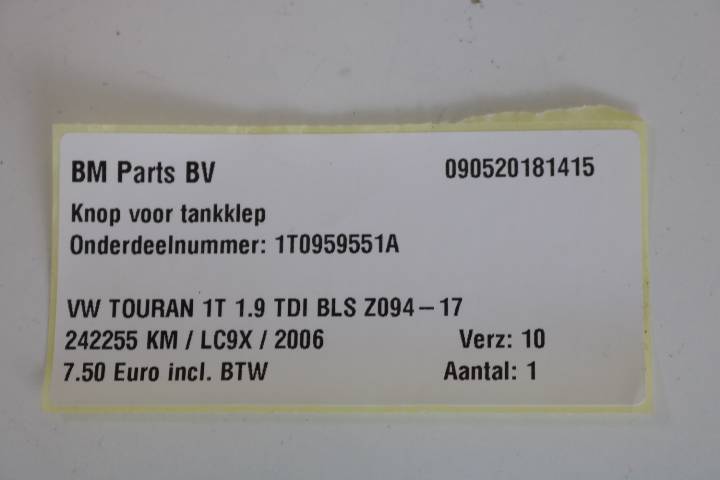 BM Parts BV 090520181415
Knop voor tankklep
Onderdeelnummer: 1T0959551A
VW TOURAN 1T 1.9 TDI BLS Z094-17
242255 KM / LC9X / 2006 Verz: 10
7.50 Euro incl. BTW Aantal: 1